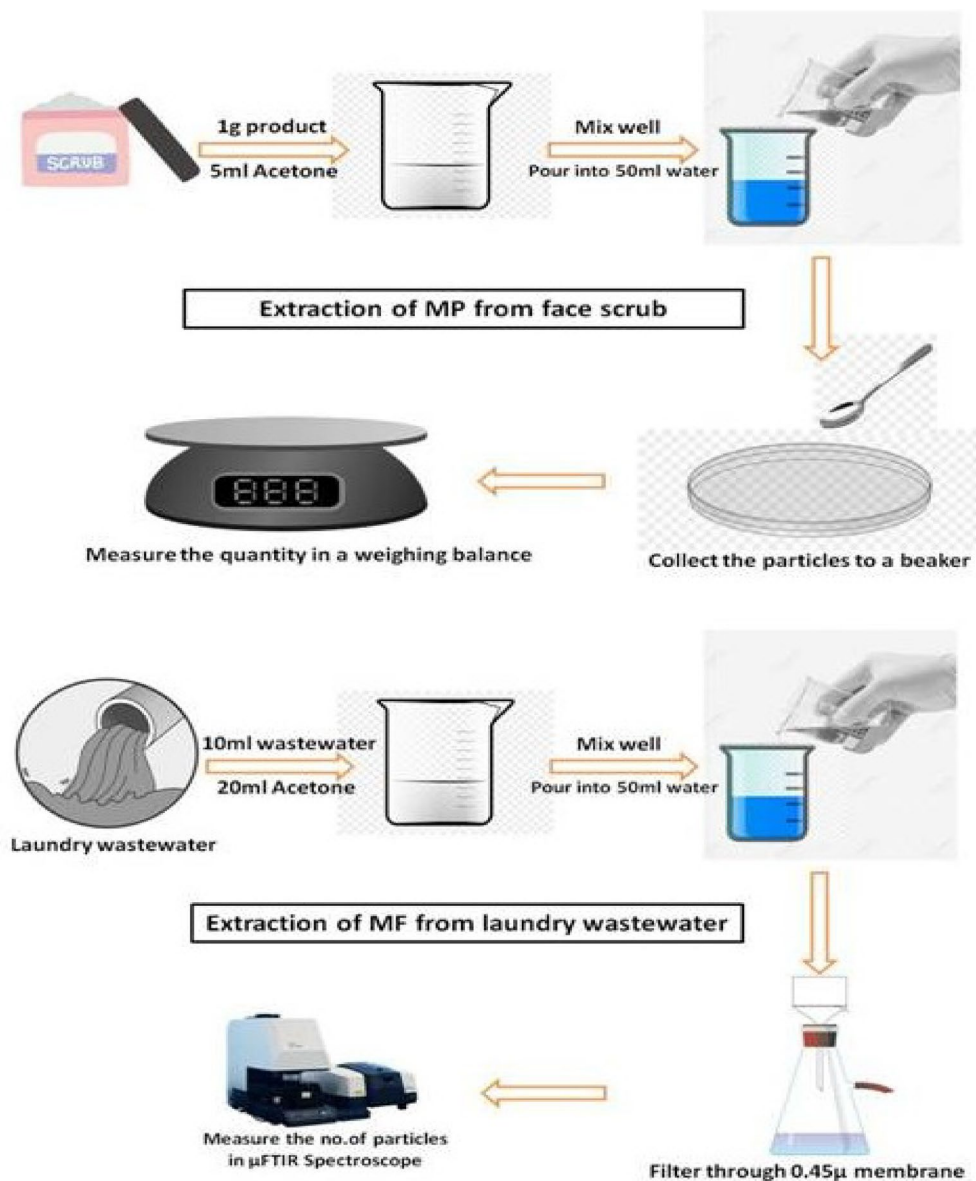 SCRUB
1g product
5ml Acetone
Mix well
Pour into 50ml water
Extraction of MP from face scrub
888
Measure the quantity in a weighing balance
Collect the particles to a beaker
10ml wastewater
20ml Acetone
Mix well
Pour into 50ml water
Laundry wastewater
Extraction of MF from laundry wastewater
Measure the no.of particles
in µFTIR Spectroscope
Filter through 0.45µ membrane